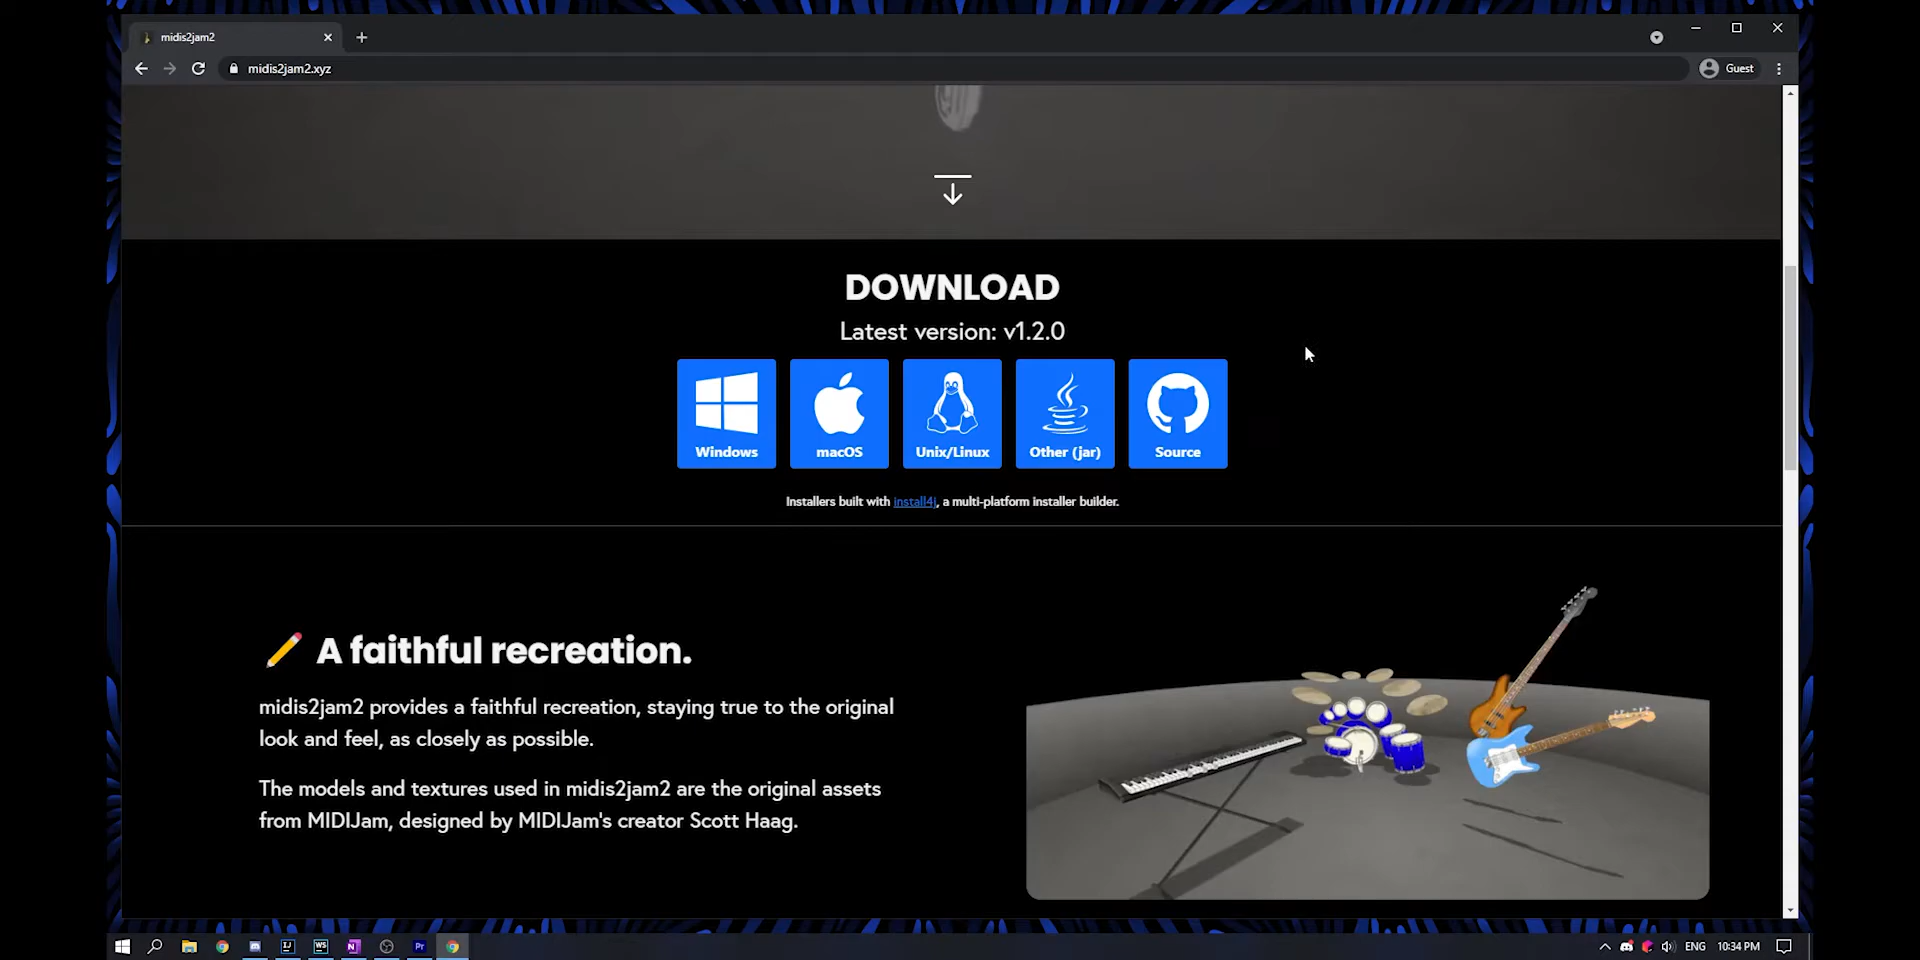 midis2jam2
midis2jam2.xyz
Guest
DOWNLOAD
Latest version: v1.2.0
Windows
macOS
Unix/Linux
Other (jar)
Source
Installers built with install4j, a multi-platform installer builder.
A faithful recreation.
midis2jam2 provides a faithful recreation, staying true to the original
look and feel, as closely as possible.
The models and textures used in midis2jam2 are the original assets
from MIDIJam, designed by MIDIJam's creator Scott Haag.
IJ
WS
N
Pr
ENG
10:34 PM